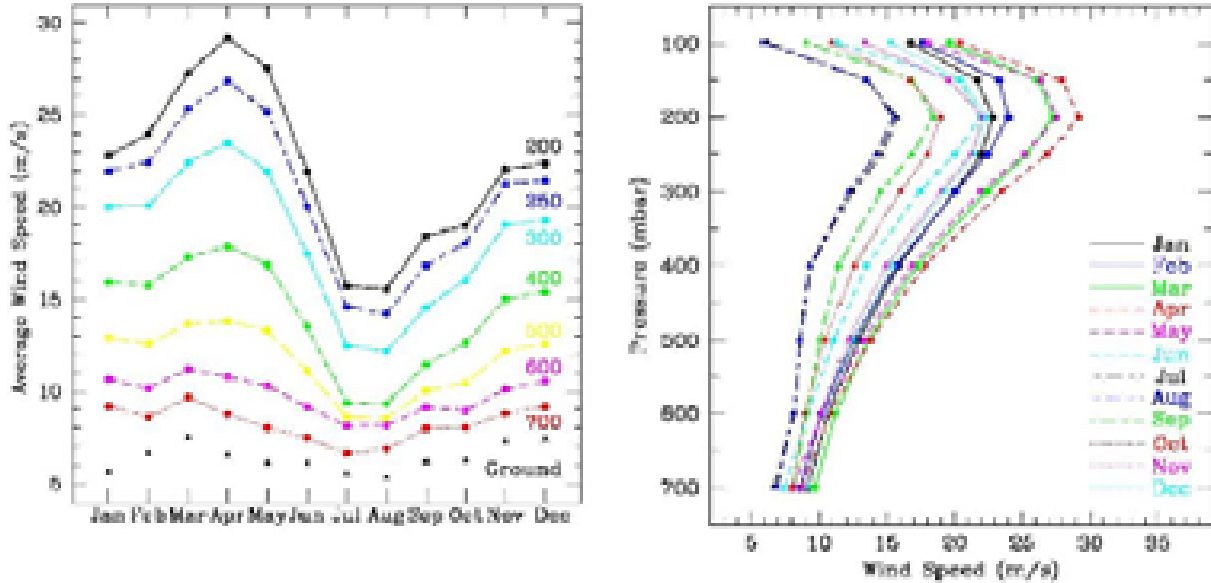 Average Wind Speed (m/s)
30
25
20
15
10
5
200
250
300
400
500
600
700
Ground
Jan Feb Mar Apr May Jun Jul Aug Sep Oct Nov Dec
Pressure (mbar)
100
200
300
400
500
600
700
Jan
Feb
Mar
Apr
May
Jun
Jul
Aug
Sep
Oct
Nov
Dec
5 10 15 20 25 30 35
Wind Speed (m/s)